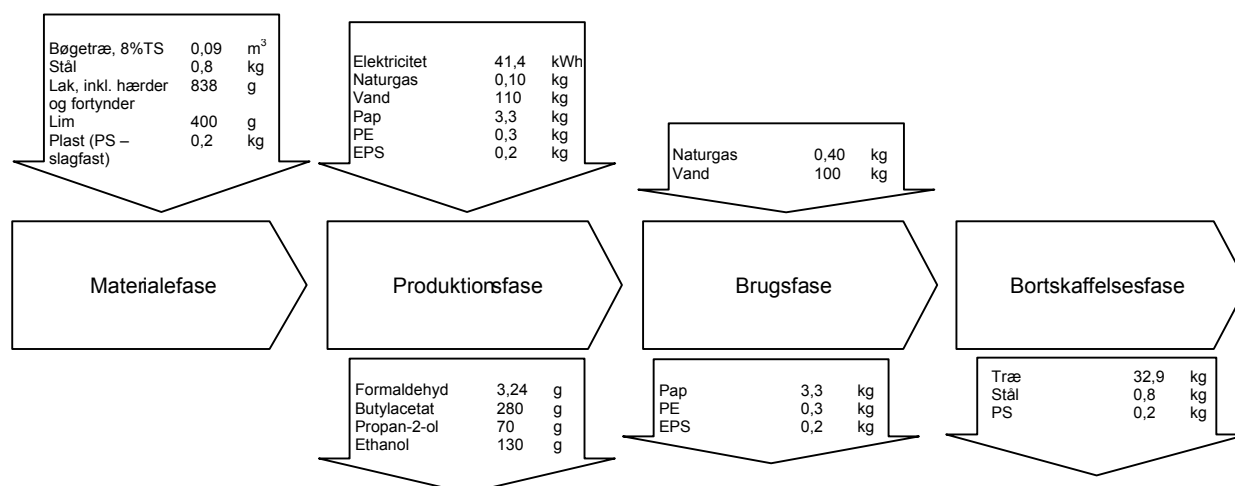 Bøgetræ, 8%TS 0,09 m³
Stål 0,8 kg
Lak, inkl. hærder 838 g
og fortynder
Lim 400 g
Plast (PS – 0,2 kg
slagfast)
Elektricitet 41,4 kWh
Naturgas 0,10 kg
Vand 110 kg
Pap 3,3 kg
PE 0,3 kg
EPS 0,2 kg
Naturgas 0,40 kg
Vand 100 kg
Materialefase
Produktionsfase
Brugsfase
Bortskaffelsesfase
Formaldehyd 3,24 g
Butylacetat 280 g
Propan-2-ol 70 g
Ethanol 130 g
Pap 3,3 kg
PE 0,3 kg
EPS 0,2 kg
Træ 32,9 kg
Stål 0,8 kg
PS 0,2 kg